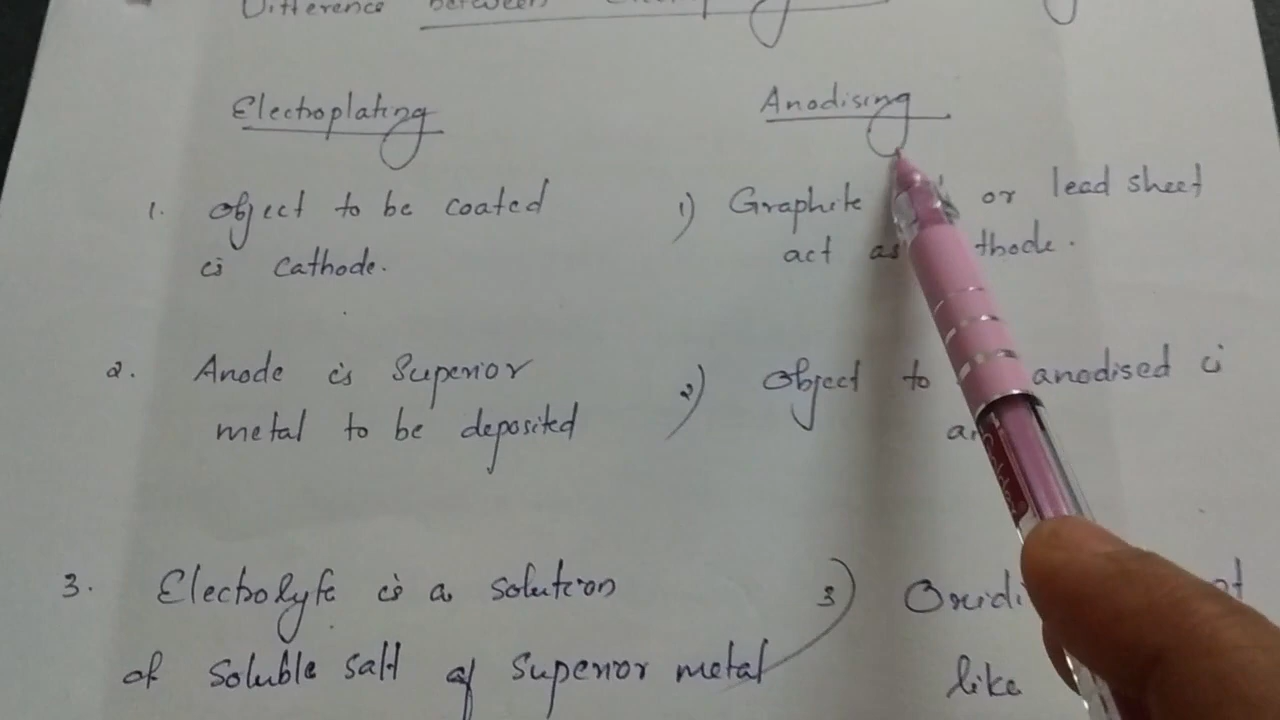 Difference between
Electroplating
Anodising
1. Object to be coated
is Cathode.
1) Graphite or lead sheet
act as
2. Anode is Superior
metal to be deposited
2) Object to anodised is
3. Electrolyte is a solution
of soluble salt of superior metal
3)
like